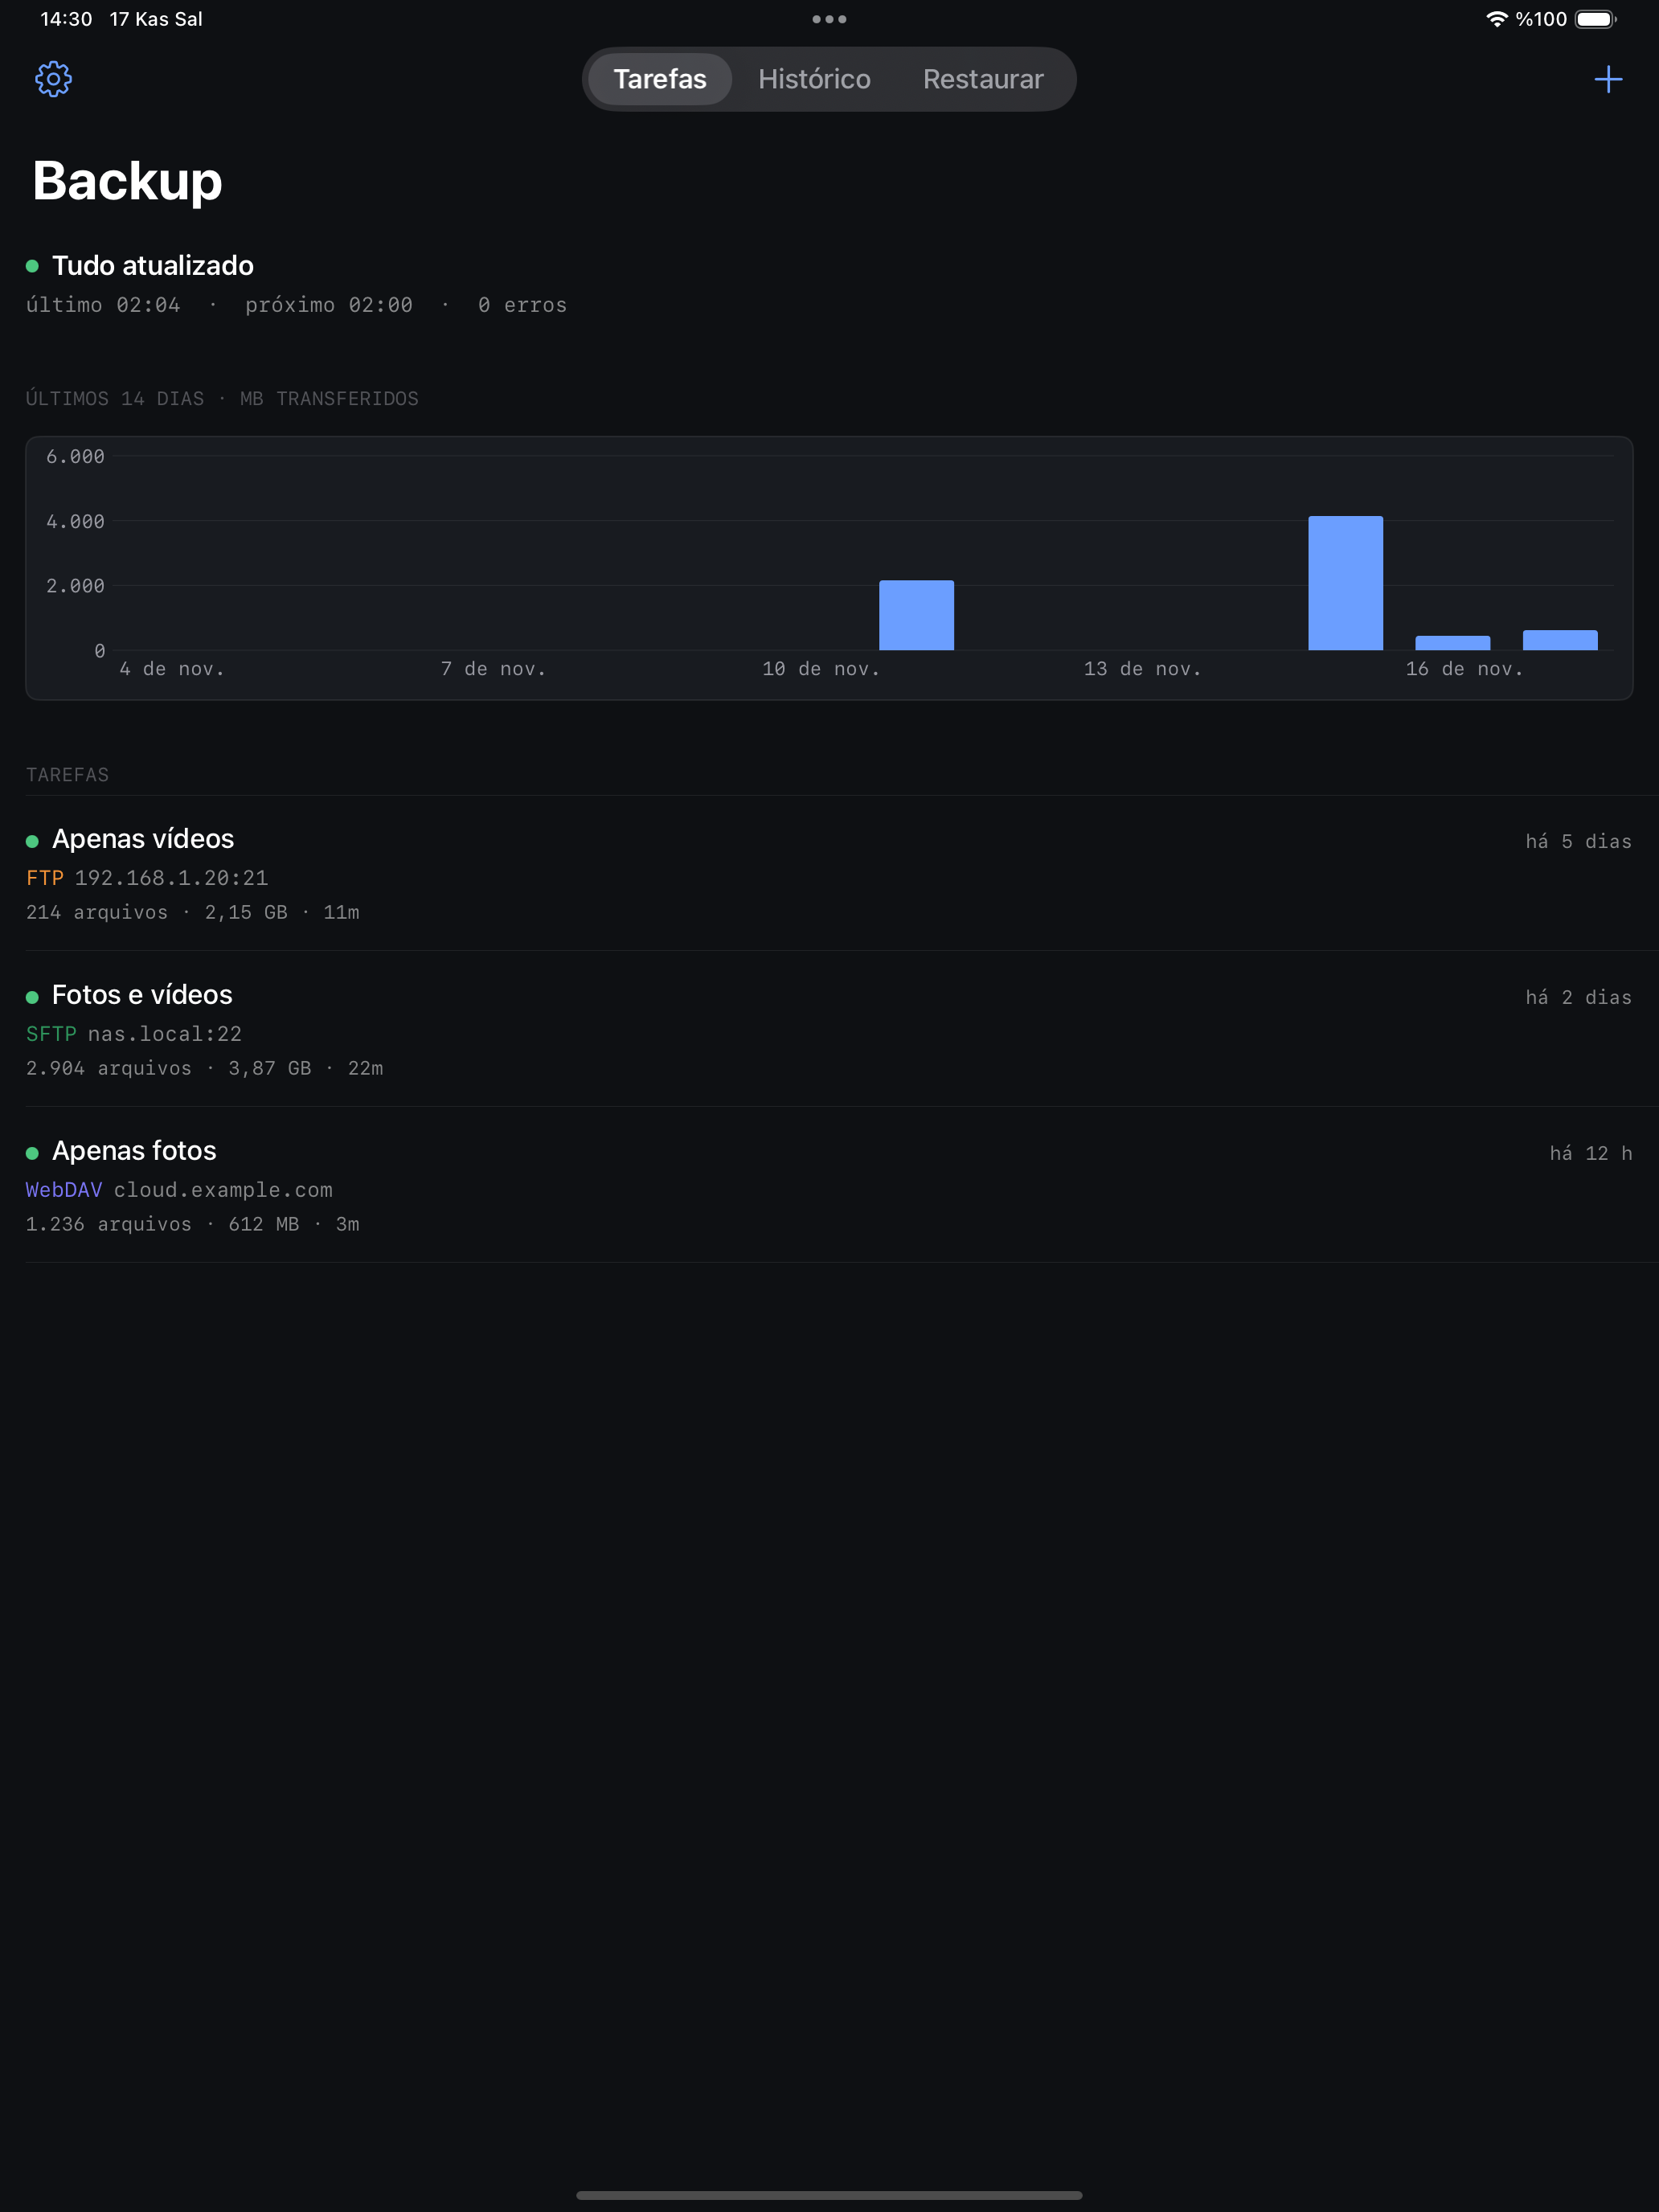 14:30 17 Kas Sal
%100
Tarefas Histórico Restaurar
Backup
Tudo atualizado
último 02:04 · próximo 02:00 · 0 erros
ÚLTIMOS 14 DIAS · MB TRANSFERIDOS
6.000
4.000
2.000
0
4 de nov. 7 de nov. 10 de nov. 13 de nov. 16 de nov.
TAREFAS
Apenas vídeos há 5 dias
FTP 192.168.1.20:21
214 arquivos · 2,15 GB · 11m
Fotos e vídeos há 2 dias
SFTP nas.local:22
2.904 arquivos · 3,87 GB · 22m
Apenas fotos há 12 h
WebDAV cloud.example.com
1.236 arquivos · 612 MB · 3m